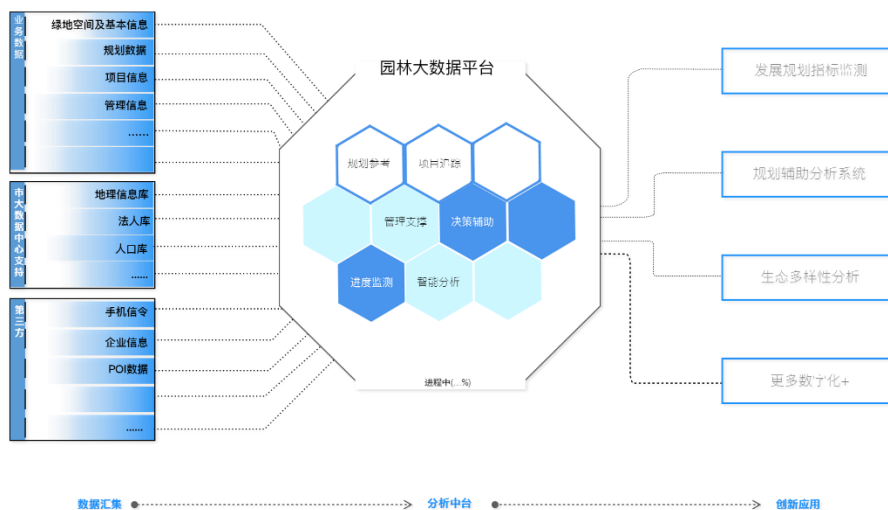 业务数据
绿地空间及基本信息
规划数据
项目信息
管理信息
......
市大数据中心支持
地理信息库
法人库
人口库
......
第三方
手机信令
企业信息
POI数据
......
园林大数据平台
规划参考
项目追踪
管理支撑
决策辅助
进度监测
智能分析
进程中(...%)
发展规划指标监测
规划辅助分析系统
生态多样性分析
更多数字化+
数据汇集
分析中台
创新应用